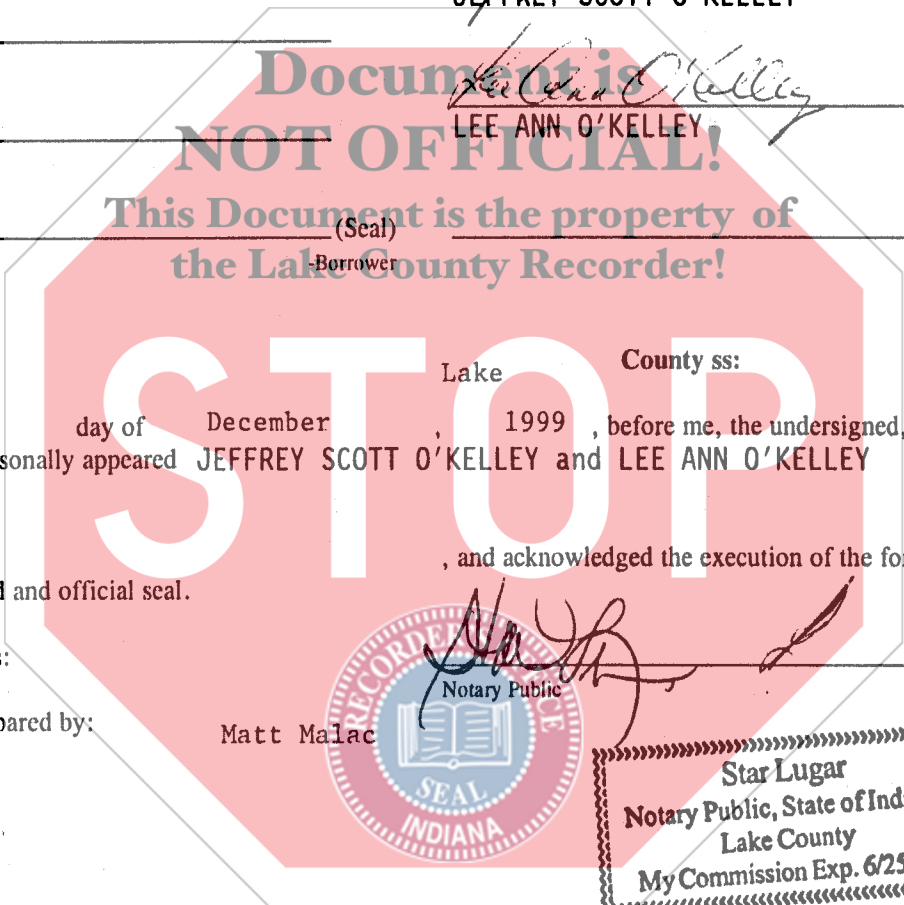 JEFFREY SCOTT O'KELLEY
Document is
Lee Ann O'Kelley
LEE ANN O'KELLEY
NOT OFFICIAL!
This Document is the property of
(Seal)
-Borrower
the Lake County Recorder!
STOP
Lake County ss:
day of December , 1999 , before me, the undersigned,
sonally appeared JEFFREY SCOTT O'KELLEY and LEE ANN O'KELLEY
, and acknowledged the execution of the for
d and official seal.
s:
Notary Public
pared by: Matt Malac
RECORDER'S OFFICE
SEAL
INDIANA
Star Lugar
Notary Public, State of Ind
Lake County
My Commission Exp. 6/25